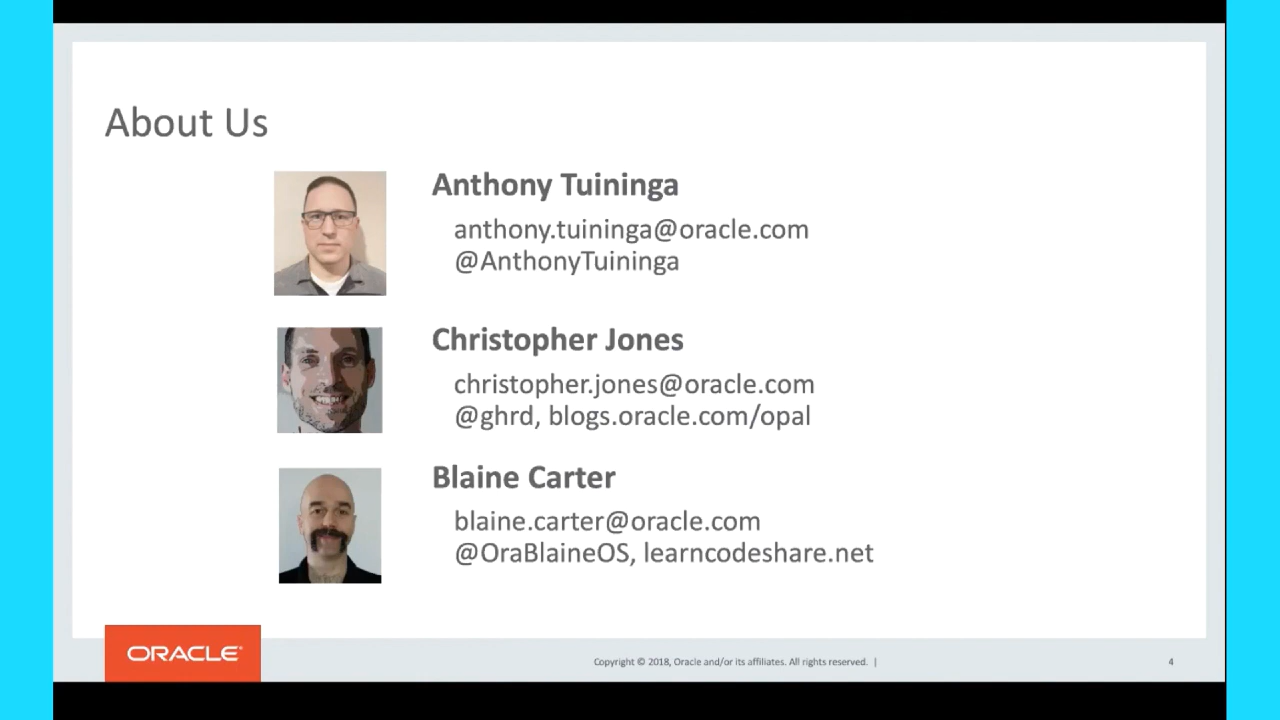 About Us
Anthony Tuininga
anthony.tuininga@oracle.com
@AnthonyTuininga
Christopher Jones
christopher.jones@oracle.com
@ghrd, blogs.oracle.com/opal
Blaine Carter
blaine.carter@oracle.com
@OraBlaineOS, learncodeshare.net
ORACLE®
Copyright © 2018, Oracle and/or its affiliates. All rights reserved. |
4